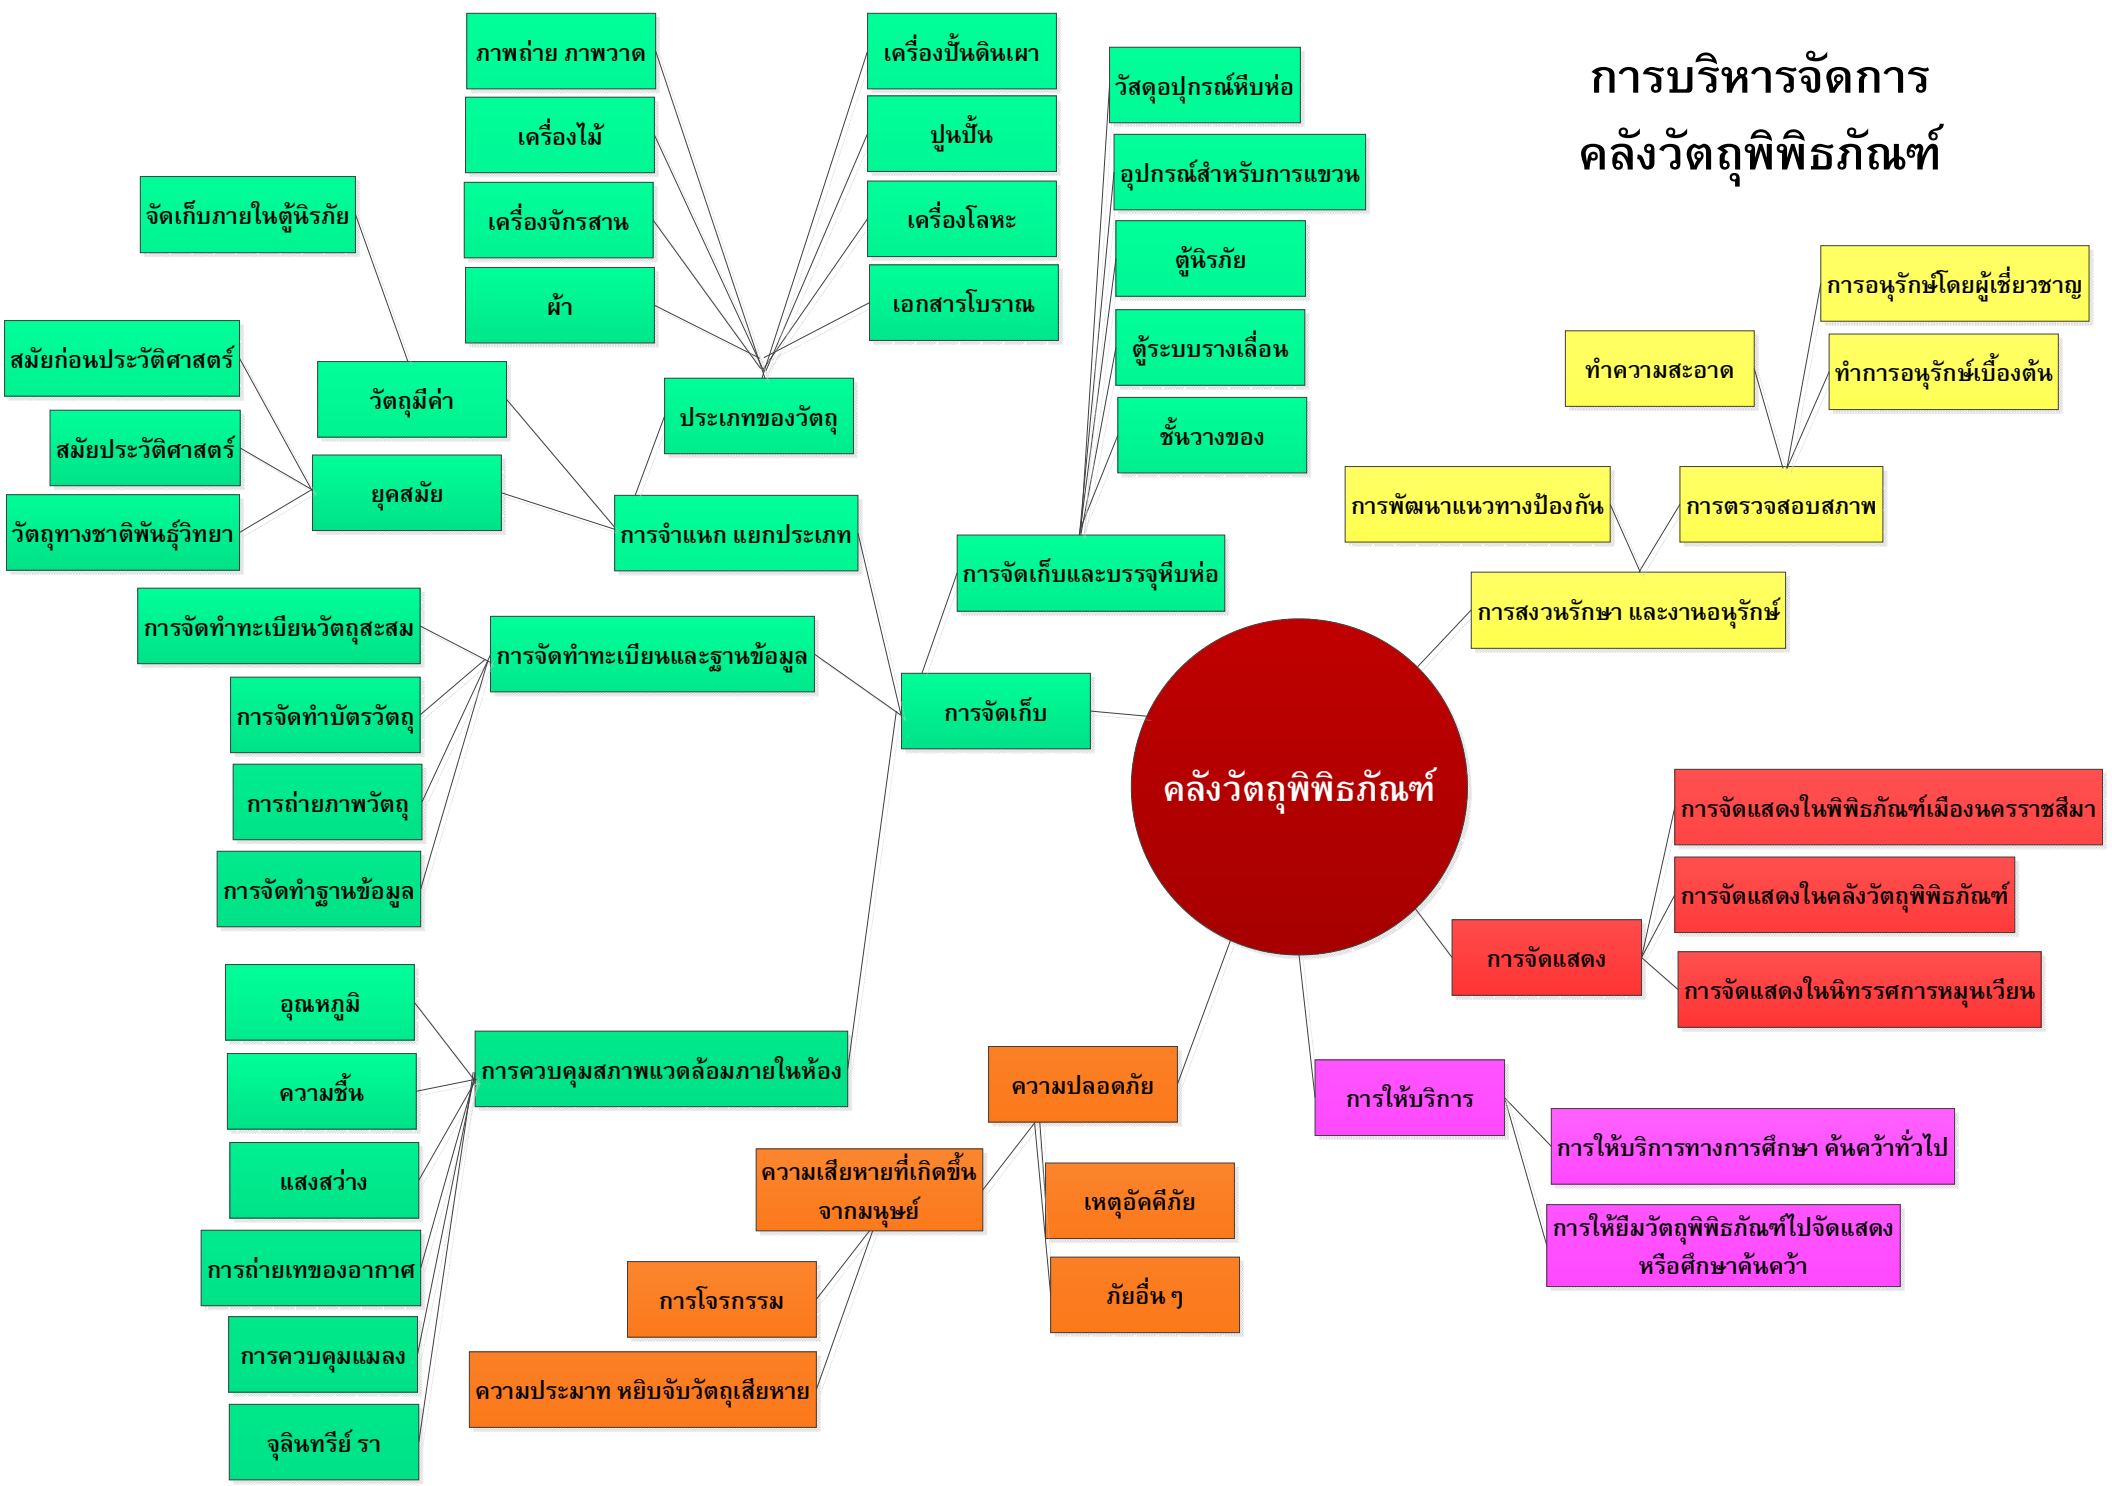 การบริหารจัดการ
คลังวัตถุพิพิธภัณฑ์
ภาพถ่าย ภาพวาด
เครื่องไม้
เครื่องจักรสาน
ผ้า
เครื่องปั้นดินเผา
ปูนปั้น
เครื่องโลหะ
เอกสารโบราณ
วัสดุอปุกรณ์หีบห่อ
อุปกรณ์สำหรับการแขวน
ตู้นิรภัย
ตู้ระบบรางเลื่อน
ชั้นวางของ
จัดเก็บภายในตู้นิรภัย
สมัยก่อนประวัติศาสตร์
สมัยประวัติศาสตร์
วัตถุทางชาติพันธุ์วิทยา
วัตถุมีค่า
ยุคสมัย
ประเภทของวัตถุ
การจำแนก แยกประเภท
การจัดเก็บและบรรจุหีบห่อ
การอนุรักษ์โดยผู้เชี่ยวชาญ
ทำความสะอาด
ทำการอนุรักษ์เบื้องต้น
การพัฒนาแนวทางป้องกัน
การตรวจสอบสภาพ
การสงวนรักษา และงานอนุรักษ์
การจัดทำทะเบียนวัตถุสะสม
การจัดทำบัตรวัตถุ
การถ่ายภาพวัตถุ
การจัดทำฐานข้อมูล
การจัดทำทะเบียนและฐานข้อมูล
การจัดเก็บ
คลังวัตถุพิพิธภัณฑ์
การจัดแสดงในพิพิธภัณฑ์เมืองนครราชสีมา
การจัดแสดงในคลังวัตถุพิพิธภัณฑ์
การจัดแสดงในนิทรรศการหมุนเวียน
การจัดแสดง
อุณหภูมิ
ความชื้น
แสงสว่าง
การถ่ายเทของอากาศ
การควบคุมแมลง
จุลินทรีย์ รา
การควบคุมสภาพแวดล้อมภายในห้อง
ความปลอดภัย
ความเสียหายที่เกิดขึ้น
จากมนุษย์
เหตุอัคคีภัย
ภัยอื่น ๆ
การโจรกรรม
ความประมาท หยิบจับวัตถุเสียหาย
การให้บริการ
การให้บริการทางการศึกษา ค้นคว้าทั่วไป
การให้ยืมวัตถุพิพิธภัณฑ์ไปจัดแสดง
หรือศึกษาค้นคว้า